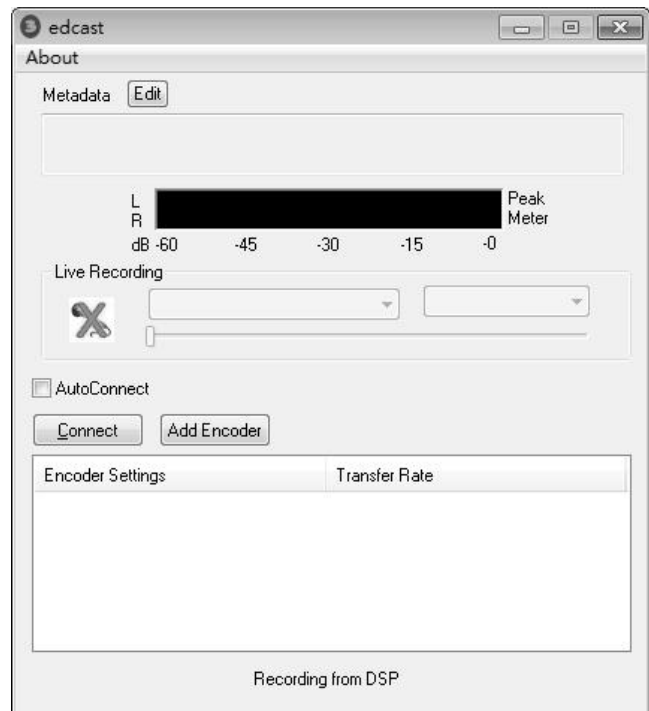 edcast
About
Metadata Edit
L
R
Peak
Meter
dB -60 -45 -30 -15 -0
Live Recording
AutoConnect
Connect Add Encoder
Encoder Settings Transfer Rate
Recording from DSP